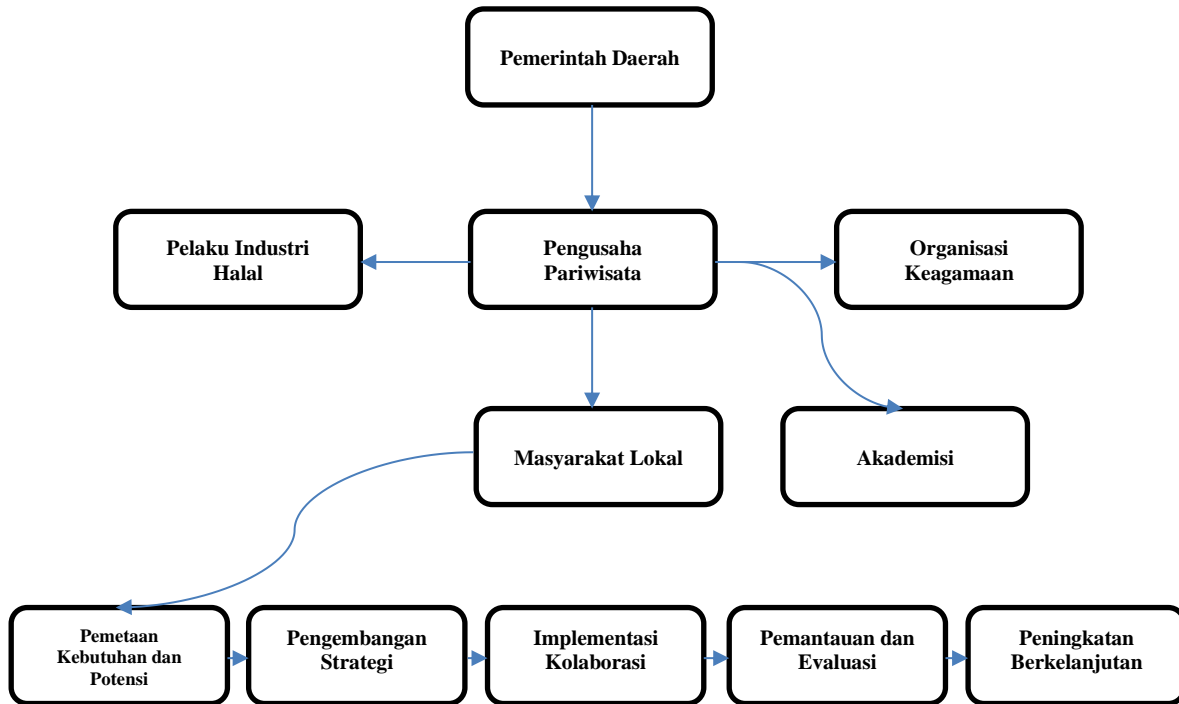 Pemerintah Daerah
Pelaku Industri
Halal
Pengusaha
Pariwisata
Organisasi
Keagamaan
Masyarakat Lokal
Akademisi
Pemetaan
Kebutuhan dan
Potensi
Pengembangan
Strategi
Implementasi
Kolaborasi
Pemantauan dan
Evaluasi
Peningkatan
Berkelanjutan